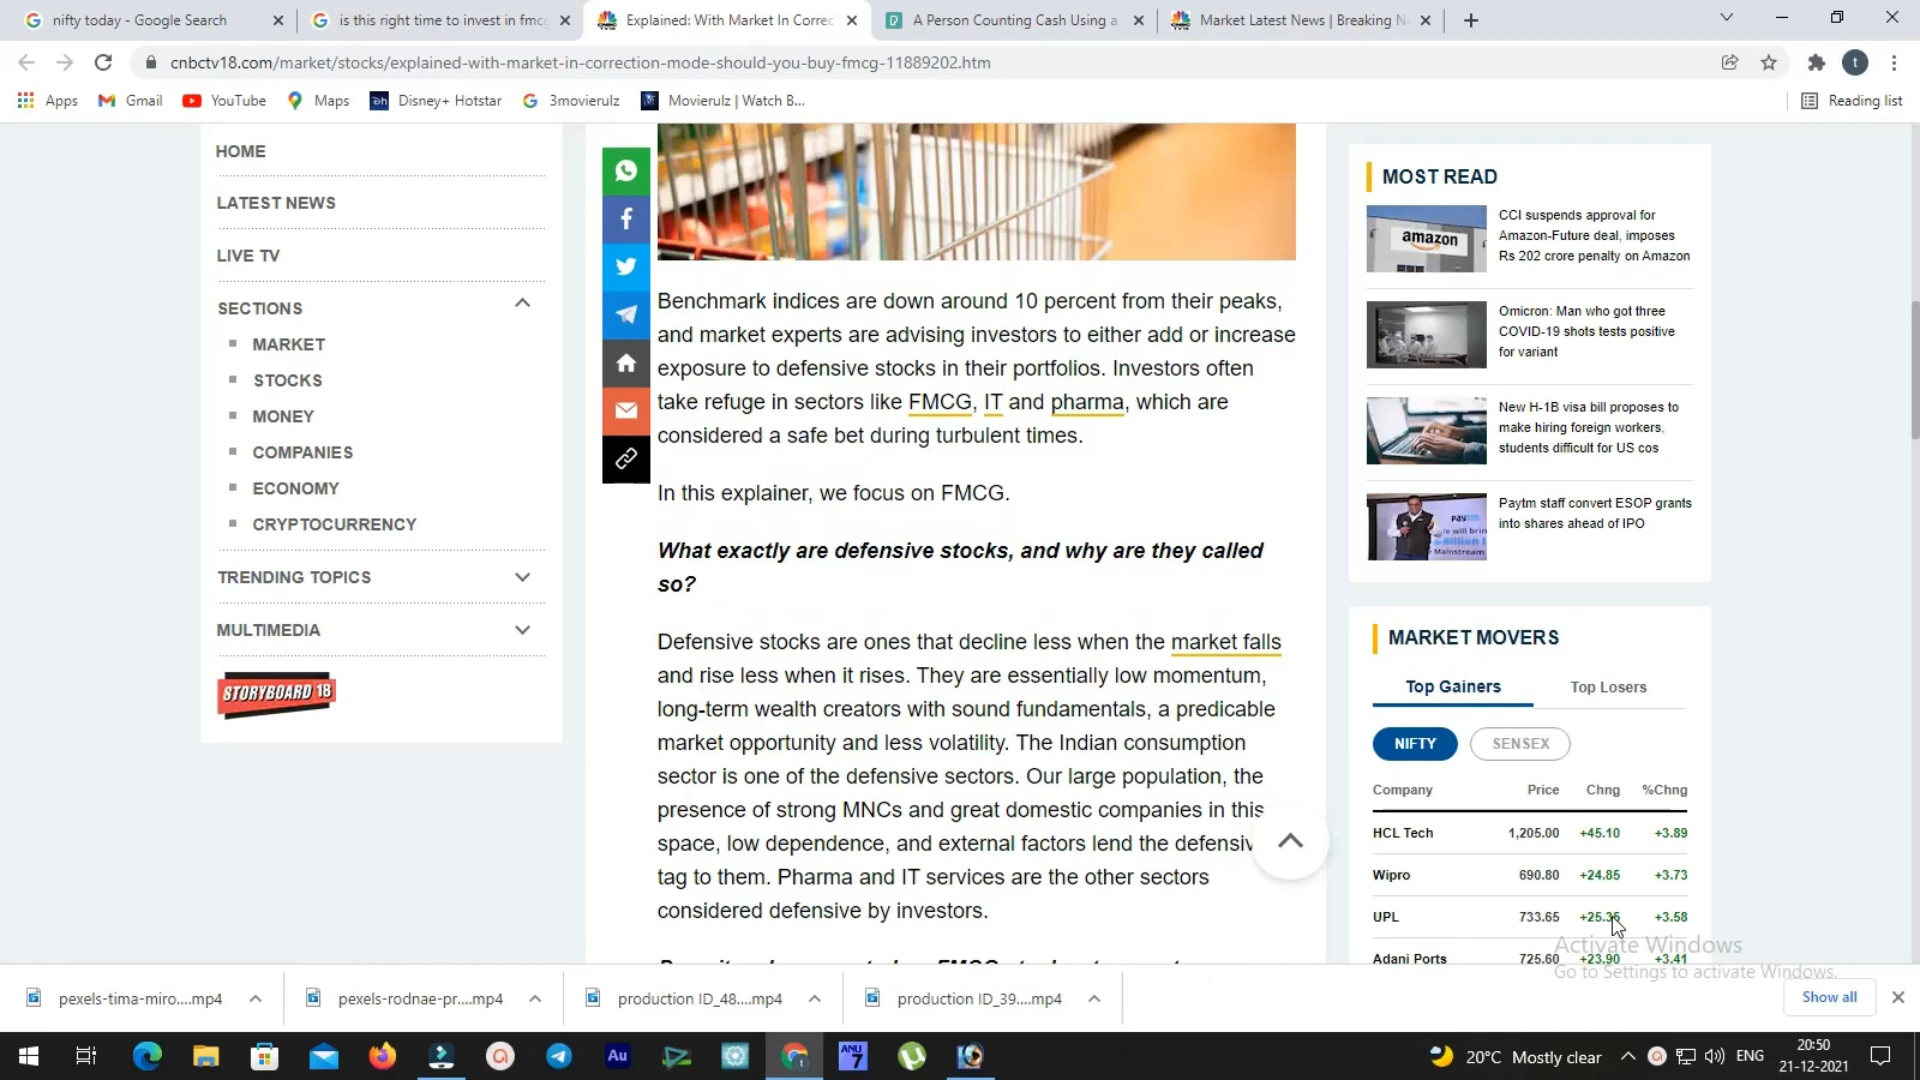 nifty today - Google Search
is this right time to invest in fmcg
Explained: With Market In Correc
A Person Counting Cash Using a
Market Latest News | Breaking N
cnbctv18.com/market/stocks/explained-with-market-in-correction-mode-should-you-buy-fmcg-11889202.htm
t
Apps
Gmail
YouTube
Maps
Disney+ Hotstar
3movierulz
Movierulz | Watch B...
Reading list
HOME
LATEST NEWS
LIVE TV
SECTIONS
MARKET
STOCKS
MONEY
COMPANIES
ECONOMY
CRYPTOCURRENCY
TRENDING TOPICS
MULTIMEDIA
STORYBOARD 18
Benchmark indices are down around 10 percent from their peaks,
and market experts are advising investors to either add or increase
exposure to defensive stocks in their portfolios. Investors often
take refuge in sectors like FMCG, IT and pharma, which are
considered a safe bet during turbulent times.
In this explainer, we focus on FMCG.
What exactly are defensive stocks, and why are they called
so?
Defensive stocks are ones that decline less when the market falls
and rise less when it rises. They are essentially low momentum,
long-term wealth creators with sound fundamentals, a predicable
market opportunity and less volatility. The Indian consumption
sector is one of the defensive sectors. Our large population, the
presence of strong MNCs and great domestic companies in this
space, low dependence, and external factors lend the defensiv
tag to them. Pharma and IT services are the other sectors
considered defensive by investors.
MOST READ
amazon
CCI suspends approval for
Amazon-Future deal, imposes
Rs 202 crore penalty on Amazon
Omicron: Man who got three
COVID-19 shots tests positive
for variant
New H-1B visa bill proposes to
make hiring foreign workers,
students difficult for US cos
Paytm staff convert ESOP grants
into shares ahead of IPO
MARKET MOVERS
Top Gainers Top Losers
NIFTY SENSEX
Company Price Chng %Chng
HCL Tech 1,205.00 +45.10 +3.89
Wipro 690.80 +24.85 +3.73
UPL 733.65 +25.35 +3.58
Adani Ports 725.60 +23.90 +3.41
Activate Windows
Go to Settings to activate Windows.
pexels-tima-miro....mp4
pexels-rodnae-pr....mp4
production ID_48....mp4
production ID_39....mp4
Show all
Au
ANU
7
20°C Mostly clear
ENG
20:50
21-12-2021